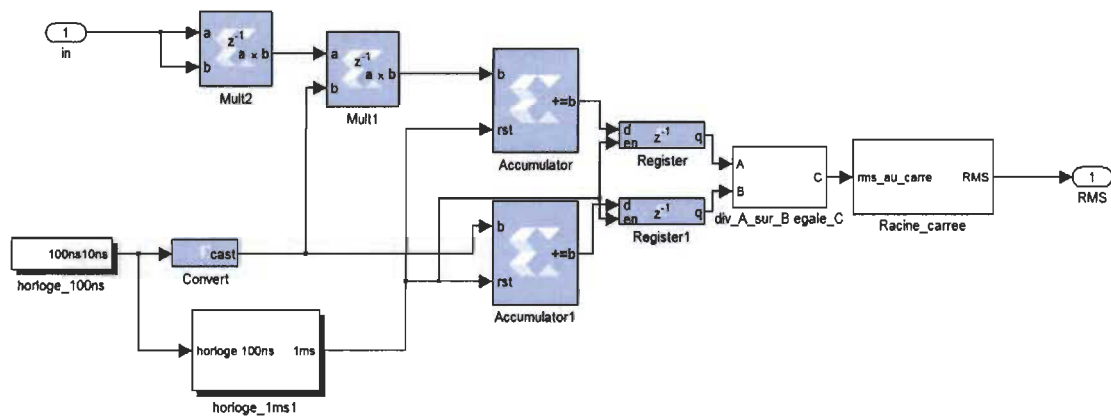 1
in
a
b
z-1
a × b
Mult2
a
b
z-1
a × b
Mult1
b
rst
+=b
Accumulator
d
en
z-1
q
Register
d
en
z-1
q
Register1
A
B
C
div_A_sur_B egale_C
rms_au_carre
RMS
Racine_carree
1
RMS
b
rst
+=b
Accumulator1
100ns10ns
horloge_100ns
cast
Convert
horloge 100ns
1ms
horloge_1ms1